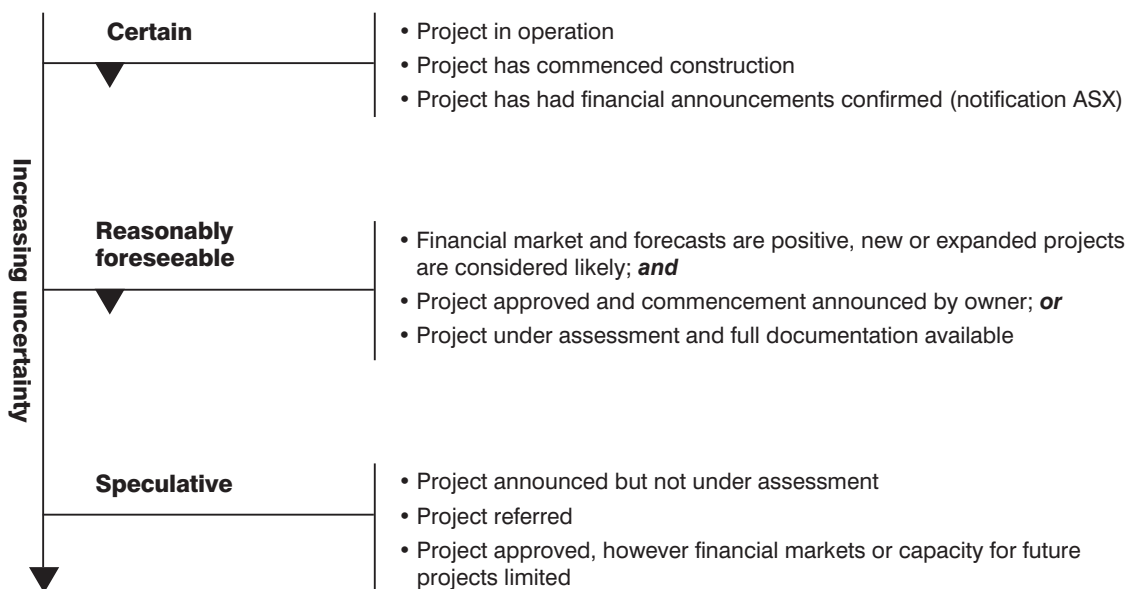 Increasing uncertainty
Certain
• Project in operation
• Project has commenced construction
• Project has had financial announcements confirmed (notification ASX)
Reasonably
foreseeable
• Financial market and forecasts are positive, new or expanded projects
are considered likely; and
• Project approved and commencement announced by owner; or
• Project under assessment and full documentation available
Speculative
• Project announced but not under assessment
• Project referred
• Project approved, however financial markets or capacity for future
projects limited